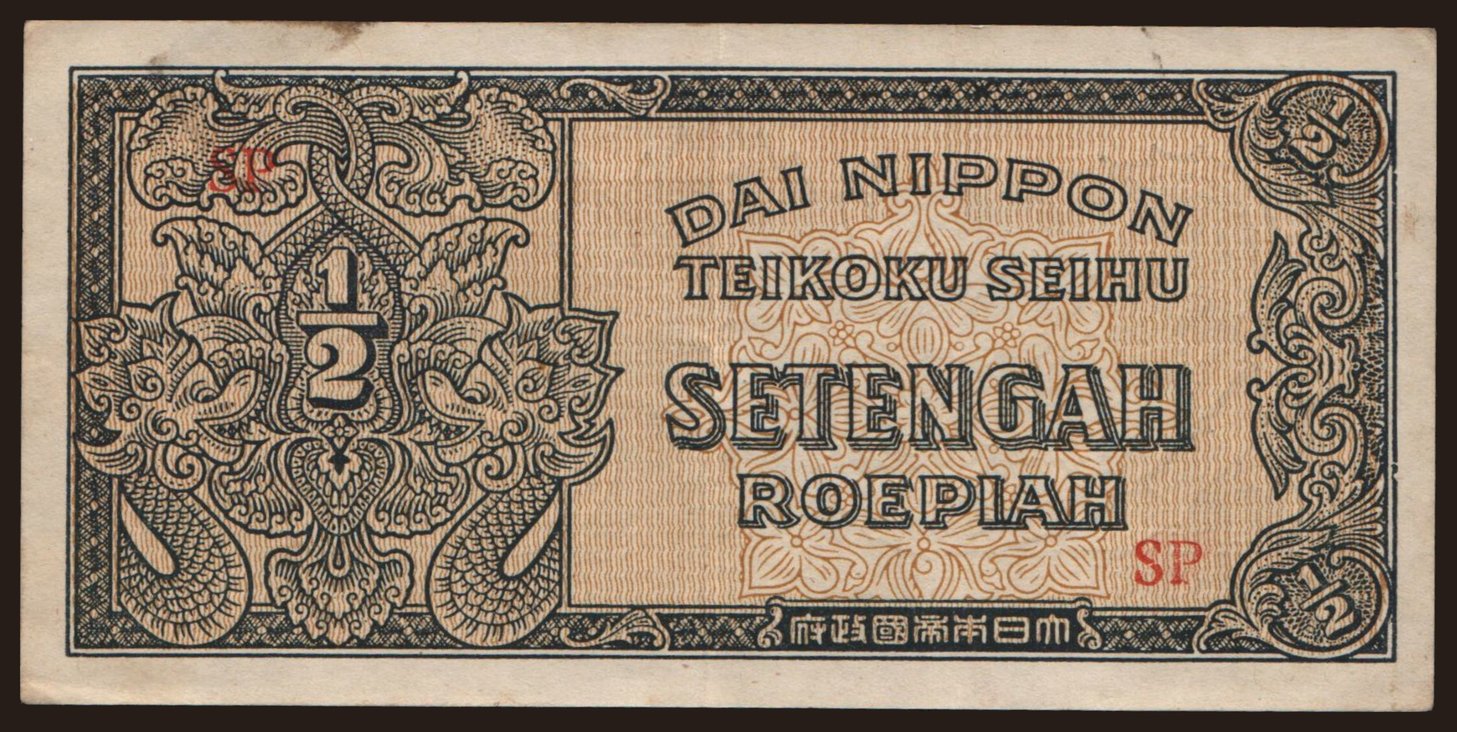 SP
1/2
1/2
DAI NIPPON
TEIKOKU SEIHU
SETENGAH
ROEPIAH
SP
府政國帝本日大
1/2